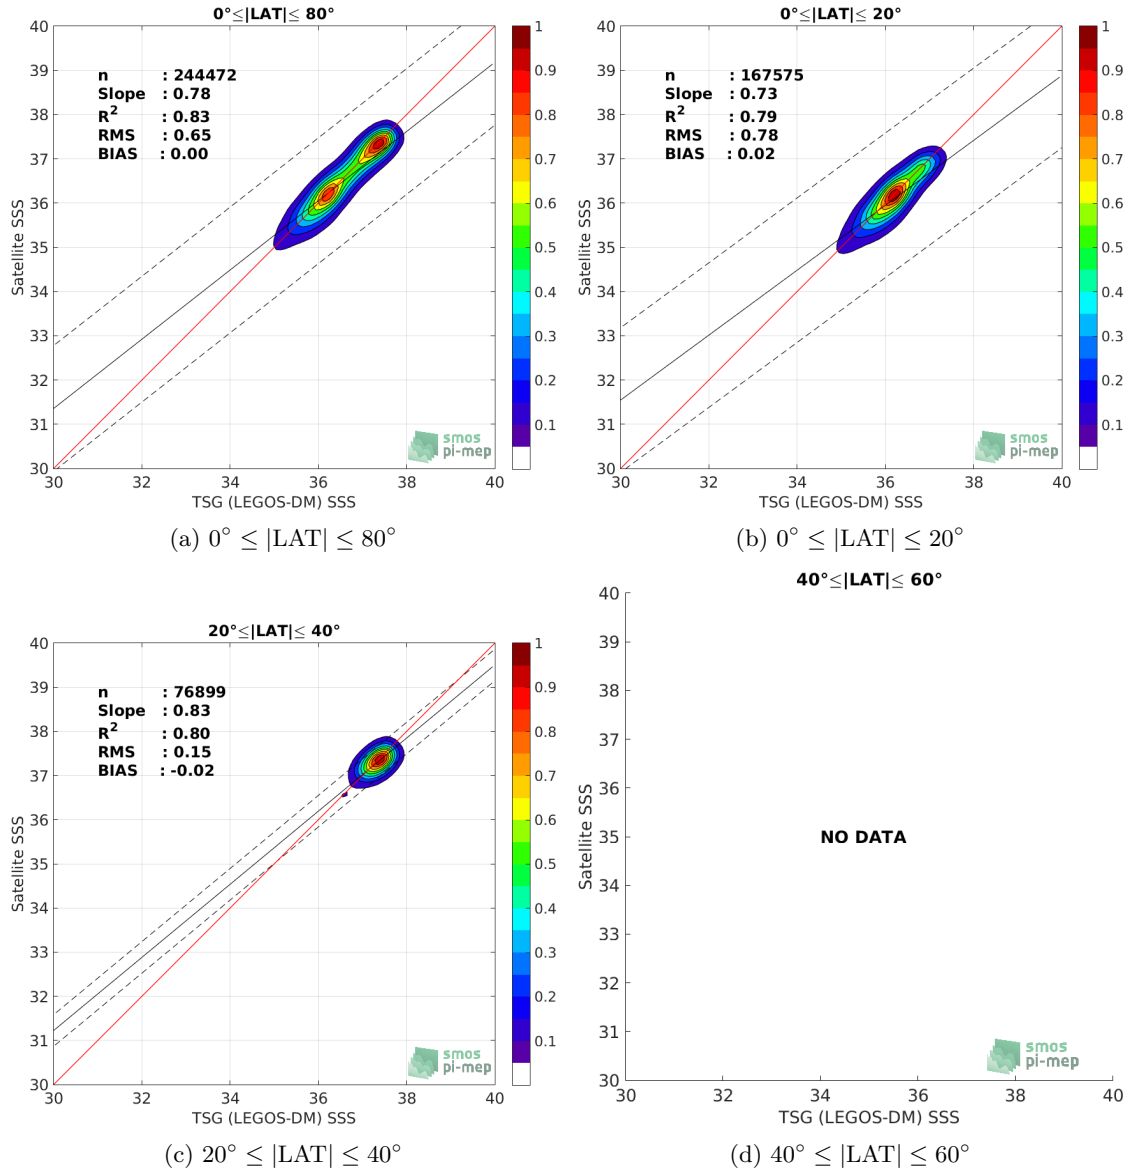 0°≤|LAT|≤ 80°
40
39
38
37
36
35
34
33
32
31
30
Satellite SSS
n : 244472
Slope : 0.78
R² : 0.83
RMS : 0.65
BIAS : 0.00
smos
pi-mep
30 32 34 36 38 40
TSG (LEGOS-DM) SSS
1
0.9
0.8
0.7
0.6
0.5
0.4
0.3
0.2
0.1
(a) 0° ≤ |LAT| ≤ 80°
0°≤|LAT|≤ 20°
40
39
38
37
36
35
34
33
32
31
30
Satellite SSS
n : 167575
Slope : 0.73
R² : 0.79
RMS : 0.78
BIAS : 0.02
smos
pi-mep
30 32 34 36 38 40
TSG (LEGOS-DM) SSS
1
0.9
0.8
0.7
0.6
0.5
0.4
0.3
0.2
0.1
(b) 0° ≤ |LAT| ≤ 20°
20°≤|LAT|≤ 40°
40
39
38
37
36
35
34
33
32
31
30
Satellite SSS
n : 76899
Slope : 0.83
R² : 0.80
RMS : 0.15
BIAS : -0.02
smos
pi-mep
30 32 34 36 38 40
TSG (LEGOS-DM) SSS
1
0.9
0.8
0.7
0.6
0.5
0.4
0.3
0.2
0.1
(c) 20° ≤ |LAT| ≤ 40°
40°≤|LAT|≤ 60°
40
39
38
37
36
35
34
33
32
31
30
Satellite SSS
NO DATA
smos
pi-mep
30 32 34 36 38 40
TSG (LEGOS-DM) SSS
(d) 40° ≤ |LAT| ≤ 60°